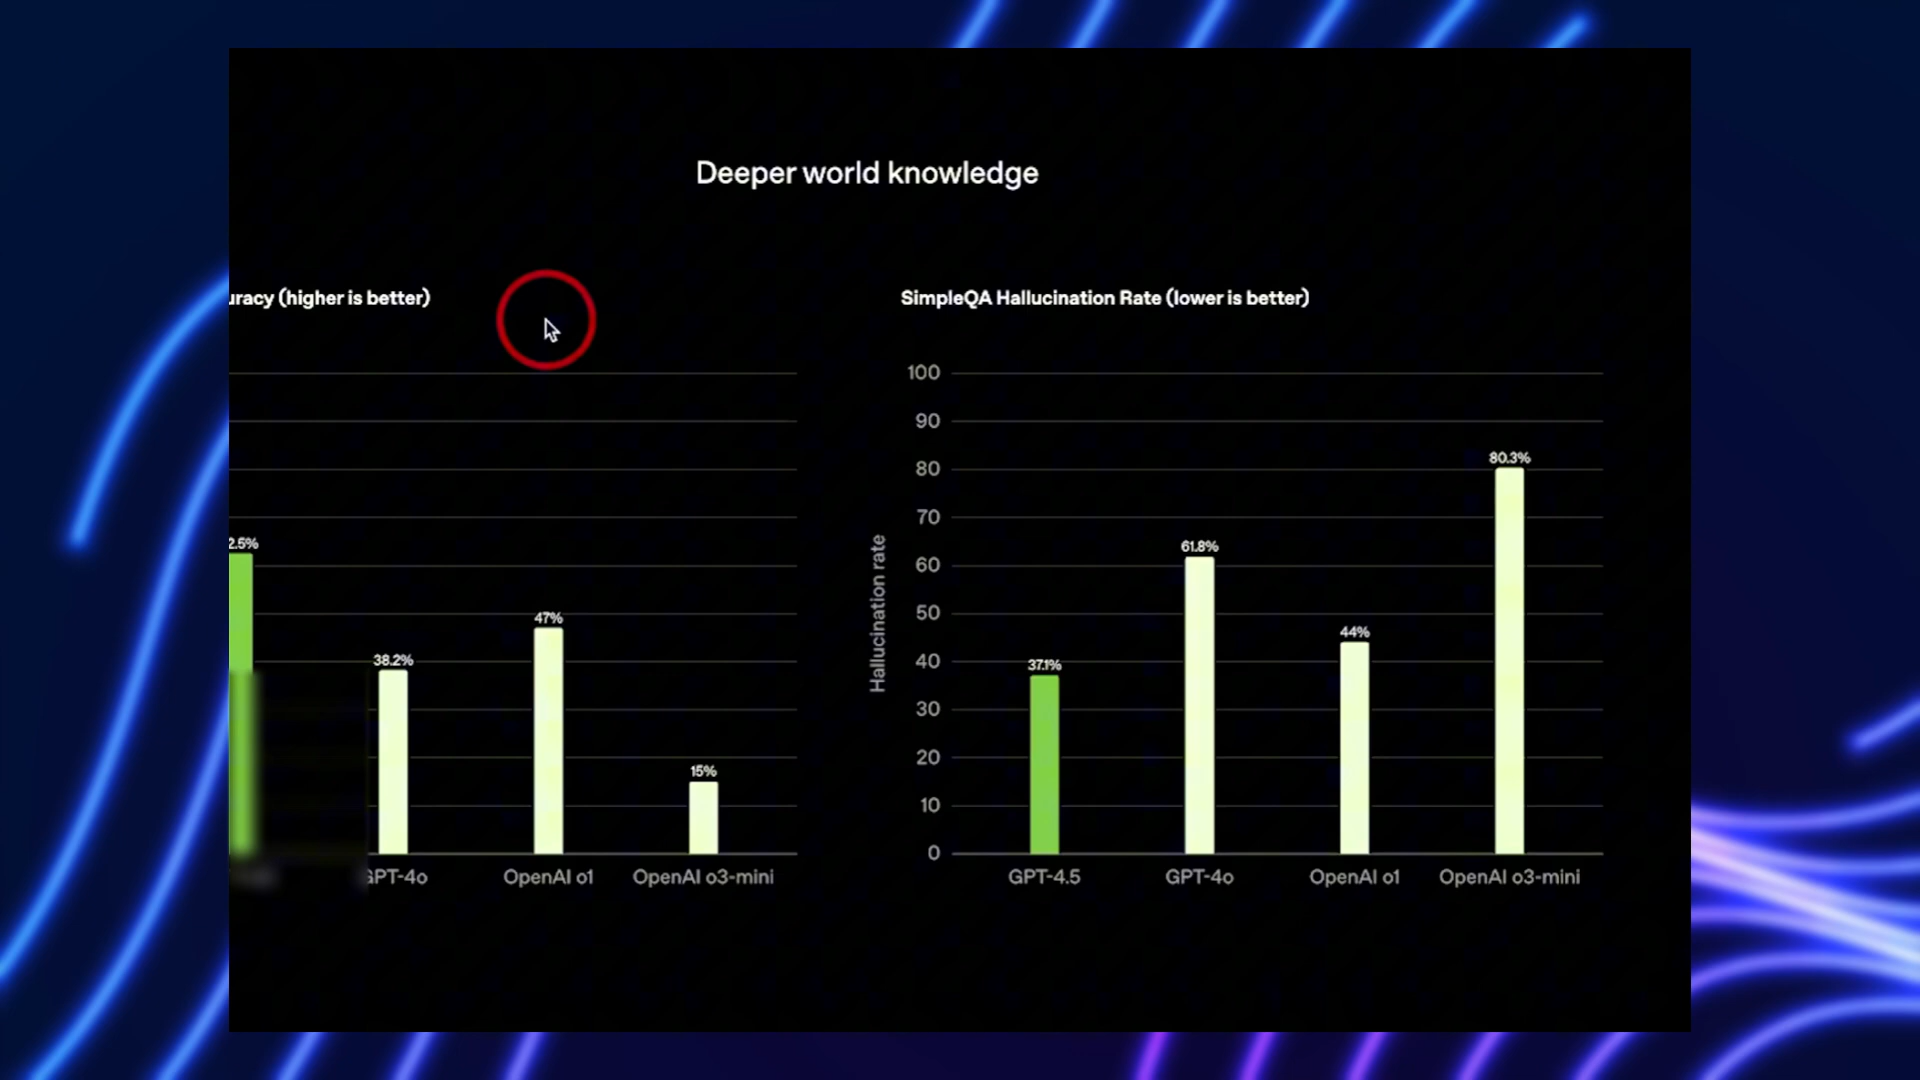 Deeper world knowledge
(higher is better)
2.5%
38.2%
47%
15%
GPT-4o
OpenAI o1
OpenAI o3-mini
SimpleQA Hallucination Rate (lower is better)
Hallucination rate
100
90
80
70
60
50
40
30
20
10
0
37.1%
61.8%
44%
80.3%
GPT-4.5
GPT-4o
OpenAI o1
OpenAI o3-mini